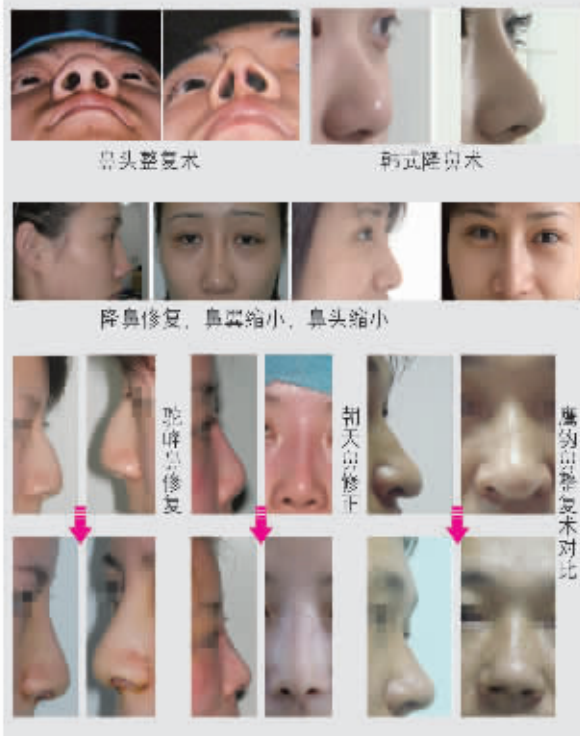 鼻头整复术
韩式隆鼻术
隆鼻修复、鼻翼缩小、鼻头缩小
驼峰鼻修复
朝天鼻修正
鹰钩鼻整复术对比